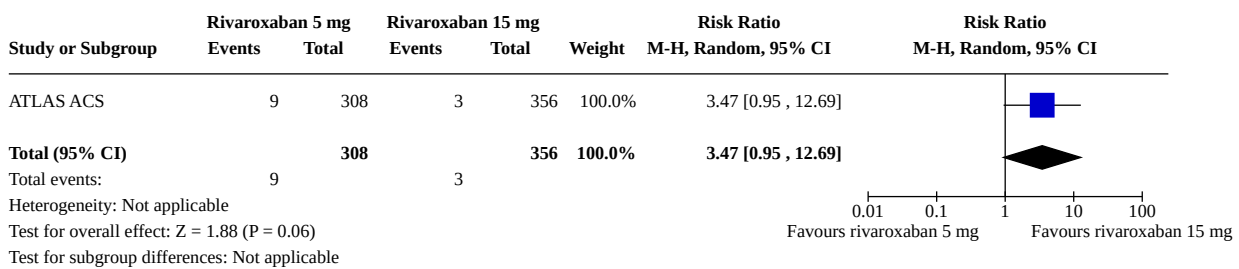 Rivaroxaban 5 mg Rivaroxaban 15 mg Risk Ratio Risk Ratio
Study or Subgroup Events Total Events Total Weight M-H, Random, 95% CI M-H, Random, 95% CI
ATLAS ACS 9 308 3 356 100.0% 3.47 [0.95 , 12.69]
Total (95% CI) 308 356 100.0% 3.47 [0.95 , 12.69]
Total events: 9 3
Heterogeneity: Not applicable
0.01 0.1 1 10 100
Test for overall effect: Z = 1.88 (P = 0.06) Favours rivaroxaban 5 mg Favours rivaroxaban 15 mg
Test for subgroup differences: Not applicable